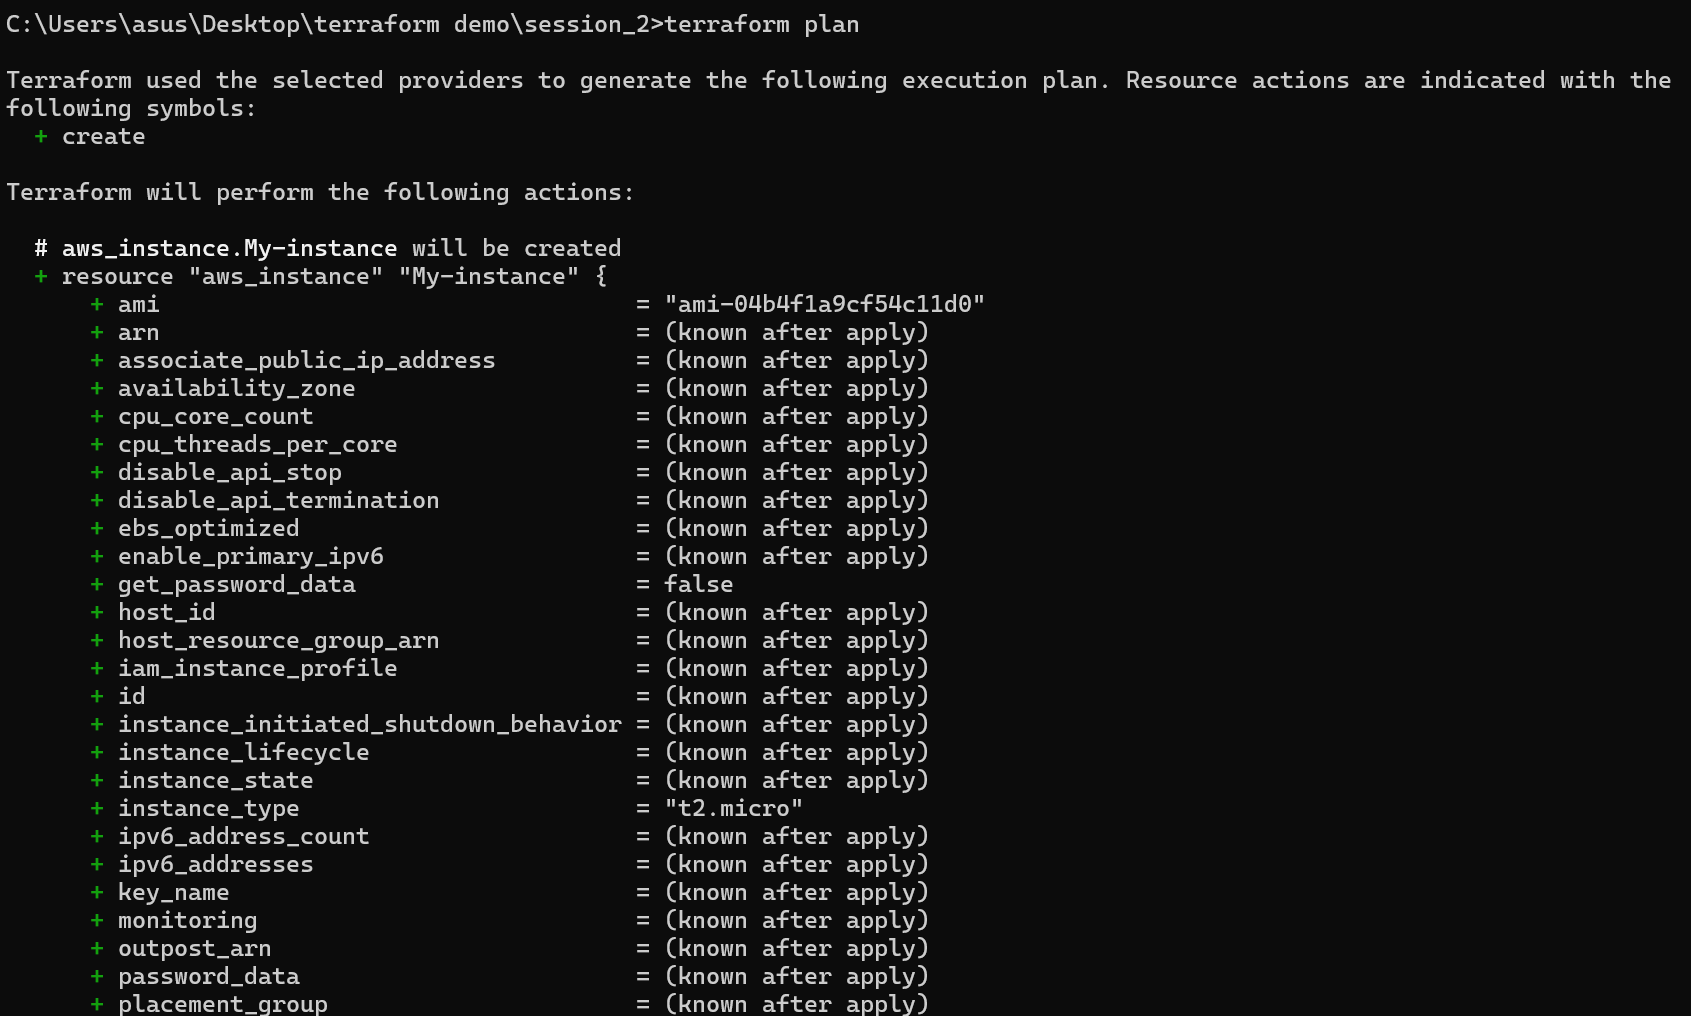 C:\Users\asus\Desktop\terraform demo\session_2>terraform plan
Terraform used the selected providers to generate the following execution plan. Resource actions are indicated with the
following symbols:
+ create
Terraform will perform the following actions:
# aws_instance.My-instance will be created
+ resource "aws_instance" "My-instance" {
+ ami = "ami-04b4f1a9cf54c11d0"
+ arn = (known after apply)
+ associate_public_ip_address = (known after apply)
+ availability_zone = (known after apply)
+ cpu_core_count = (known after apply)
+ cpu_threads_per_core = (known after apply)
+ disable_api_stop = (known after apply)
+ disable_api_termination = (known after apply)
+ ebs_optimized = (known after apply)
+ enable_primary_ipv6 = (known after apply)
+ get_password_data = false
+ host_id = (known after apply)
+ host_resource_group_arn = (known after apply)
+ iam_instance_profile = (known after apply)
+ id = (known after apply)
+ instance_initiated_shutdown_behavior = (known after apply)
+ instance_lifecycle = (known after apply)
+ instance_state = (known after apply)
+ instance_type = "t2.micro"
+ ipv6_address_count = (known after apply)
+ ipv6_addresses = (known after apply)
+ key_name = (known after apply)
+ monitoring = (known after apply)
+ outpost_arn = (known after apply)
+ password_data = (known after apply)
+ placement_group = (known after apply)